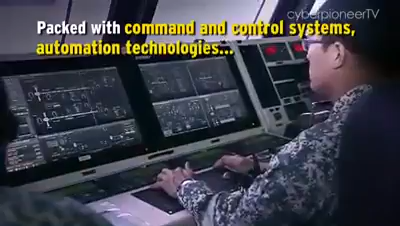 cyberpioneerTV
Packed with command and control systems,
automation technologies...